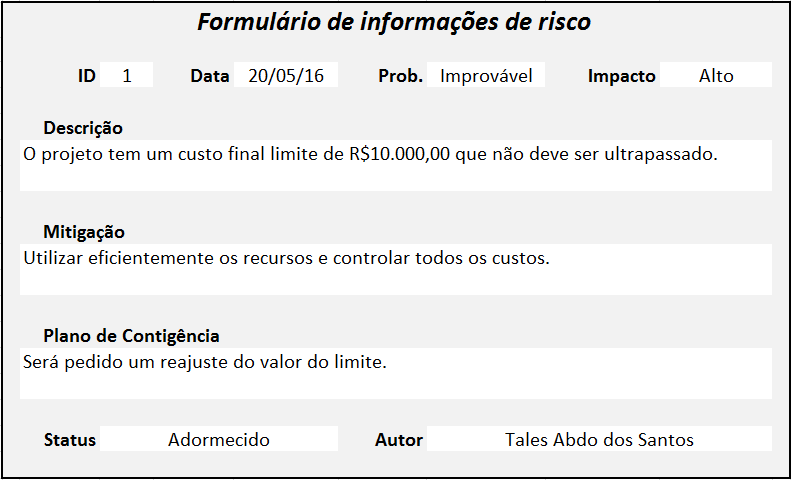 Formulário de informações de risco
ID 1 Data 20/05/16 Prob. Improvável Impacto Alto
Descrição
O projeto tem um custo final limite de R$10.000,00 que não deve ser ultrapassado.
Mitigação
Utilizar eficientemente os recursos e controlar todos os custos.
Plano de Contigência
Será pedido um reajuste do valor do limite.
Status Adormecido Autor Tales Abdo dos Santos